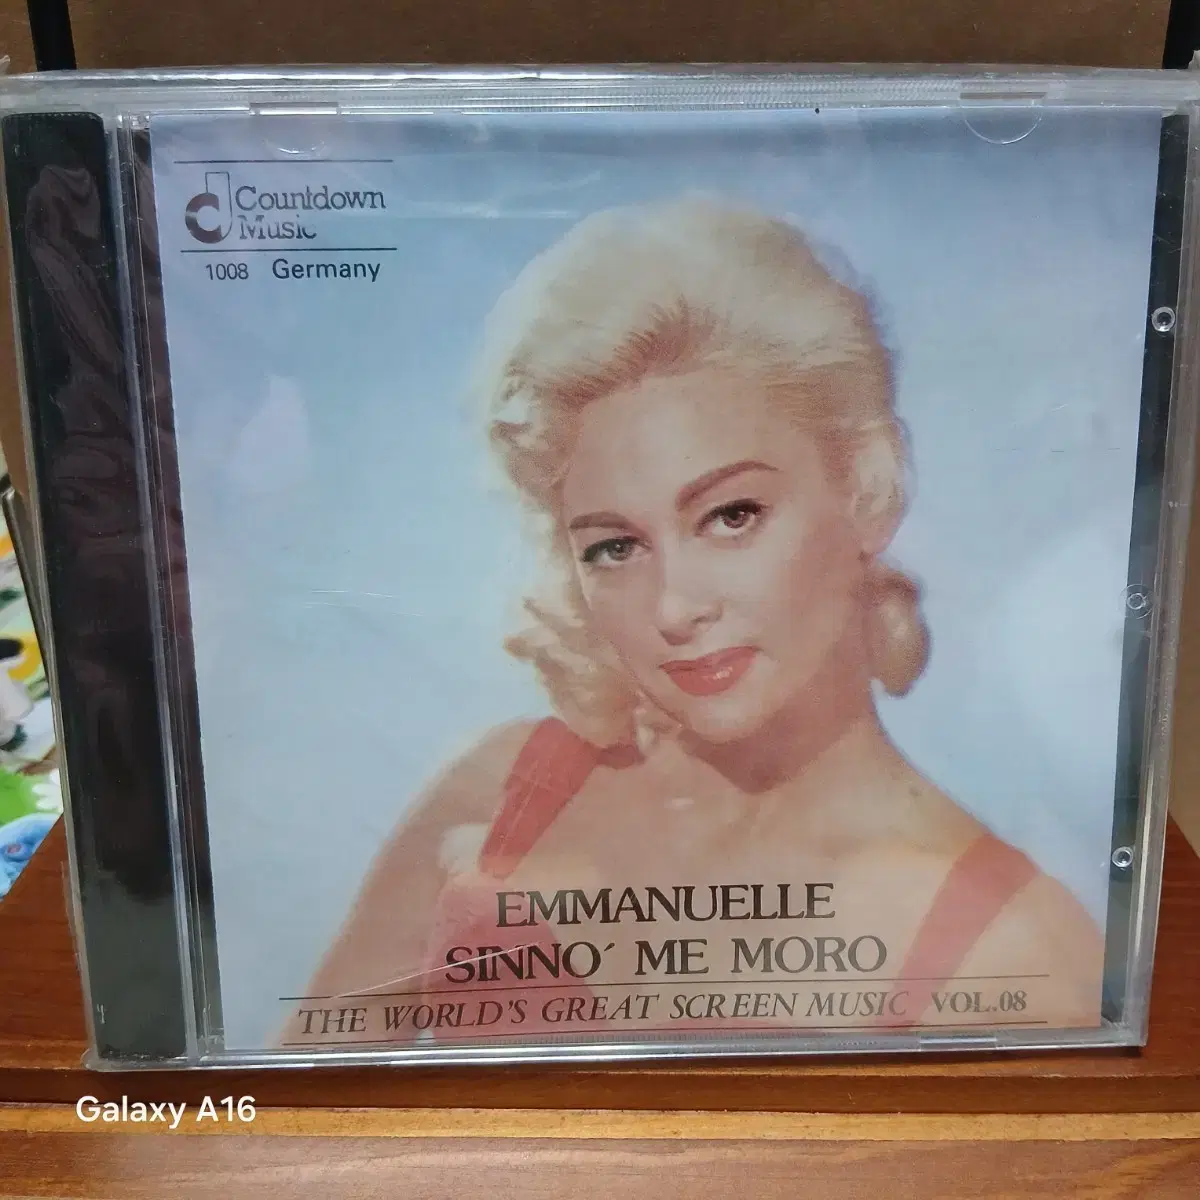 Countdown
Music
1008 Germany
EMMANUELLE
SINNO´ ME MORO
THE WORLD'S GREAT SCREEN MUSIC VOL.08
Galaxy A16